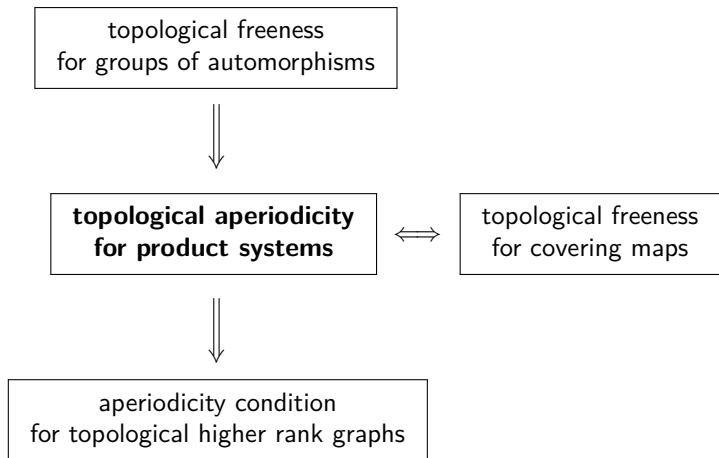 topological freeness
for groups of automorphisms
topological aperiodicity
for product systems
topological freeness
for covering maps
aperiodicity condition
for topological higher rank graphs